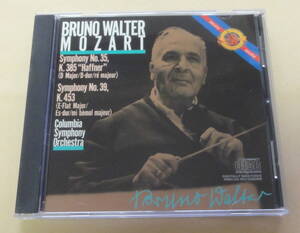 BRUNO WALTER
MOZART
Symphony No. 35,
K. 385 "Haffner"
(D Major/D-dur/ré majeur)
Symphony No. 39,
K. 453
(E-Flat Major/
Es-dur/mi bémol majeur)
Columbia
Symphony
Orchestra
Bruno Walter